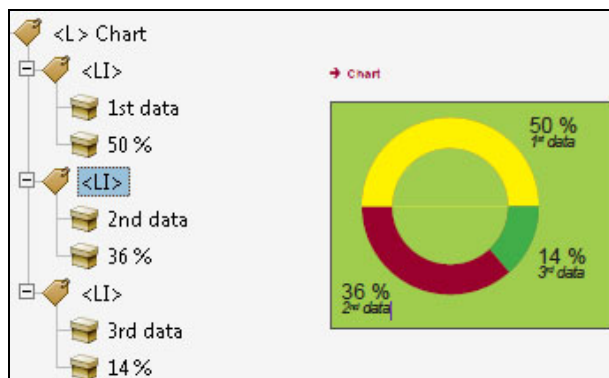 <L> Chart
<LI>
1st data
50 %
<LI>
2nd data
36 %
<LI>
3rd data
14 %
➔ Chart
50 %
1st data
14 %
3rd data
36 %
2nd data